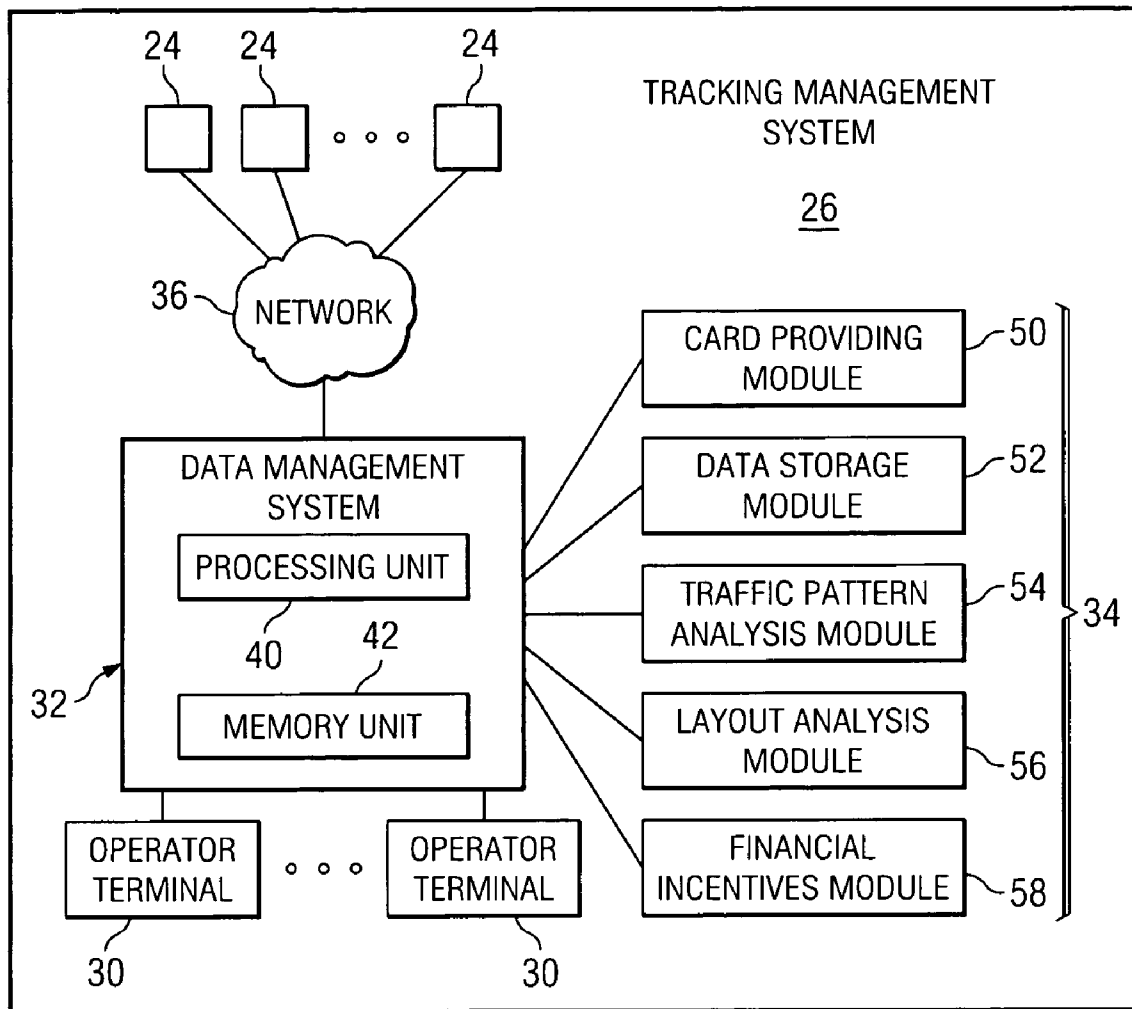 24
24
24
TRACKING MANAGEMENT
SYSTEM
26
36
NETWORK
CARD PROVIDING
MODULE
50
DATA MANAGEMENT
SYSTEM
DATA STORAGE
MODULE
52
PROCESSING UNIT
40
TRAFFIC PATTERN
ANALYSIS MODULE
54
34
42
32
MEMORY UNIT
LAYOUT ANALYSIS
MODULE
56
OPERATOR
TERMINAL
OPERATOR
TERMINAL
FINANCIAL
INCENTIVES MODULE
58
30
30